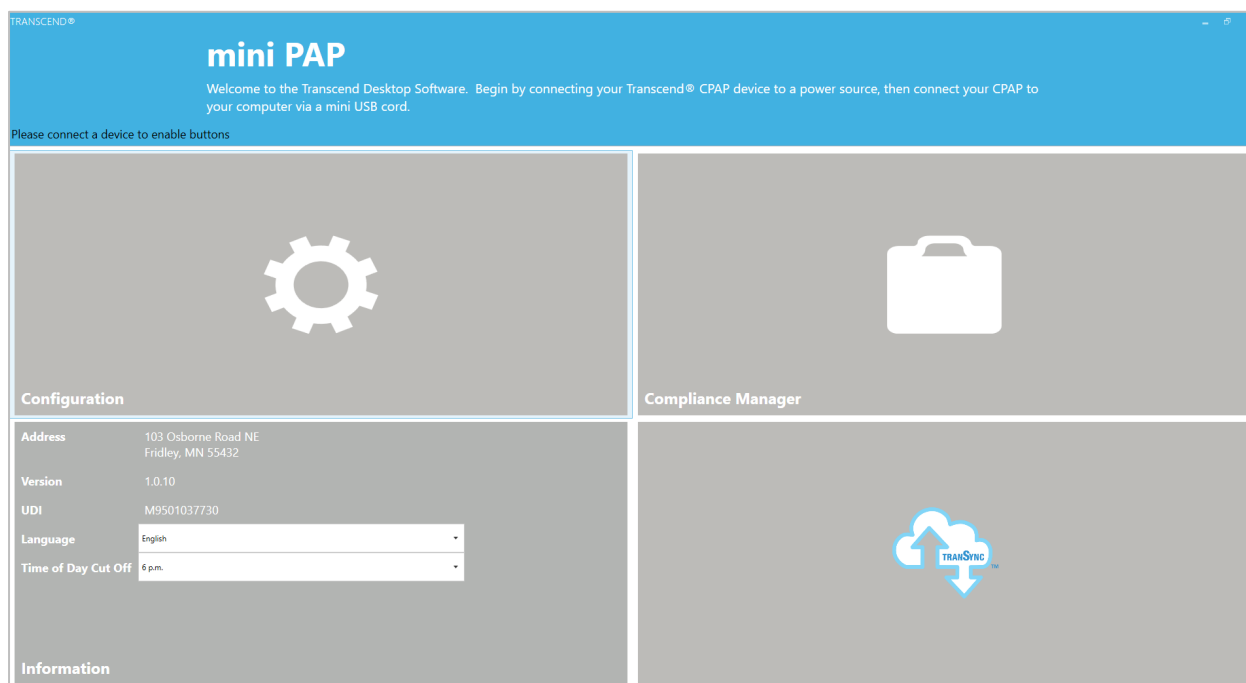 TRANSCEND®
mini PAP
Welcome to the Transcend Desktop Software. Begin by connecting your Transcend® CPAP device to a power source, then connect your CPAP to
your computer via a mini USB cord.
Please connect a device to enable buttons
Configuration
Compliance Manager
Address 103 Osborne Road NE
Fridley, MN 55432
Version 1.0.10
UDI M9501037730
Language English
Time of Day Cut Off 6 p.m.
TRANSYNC TM
Information